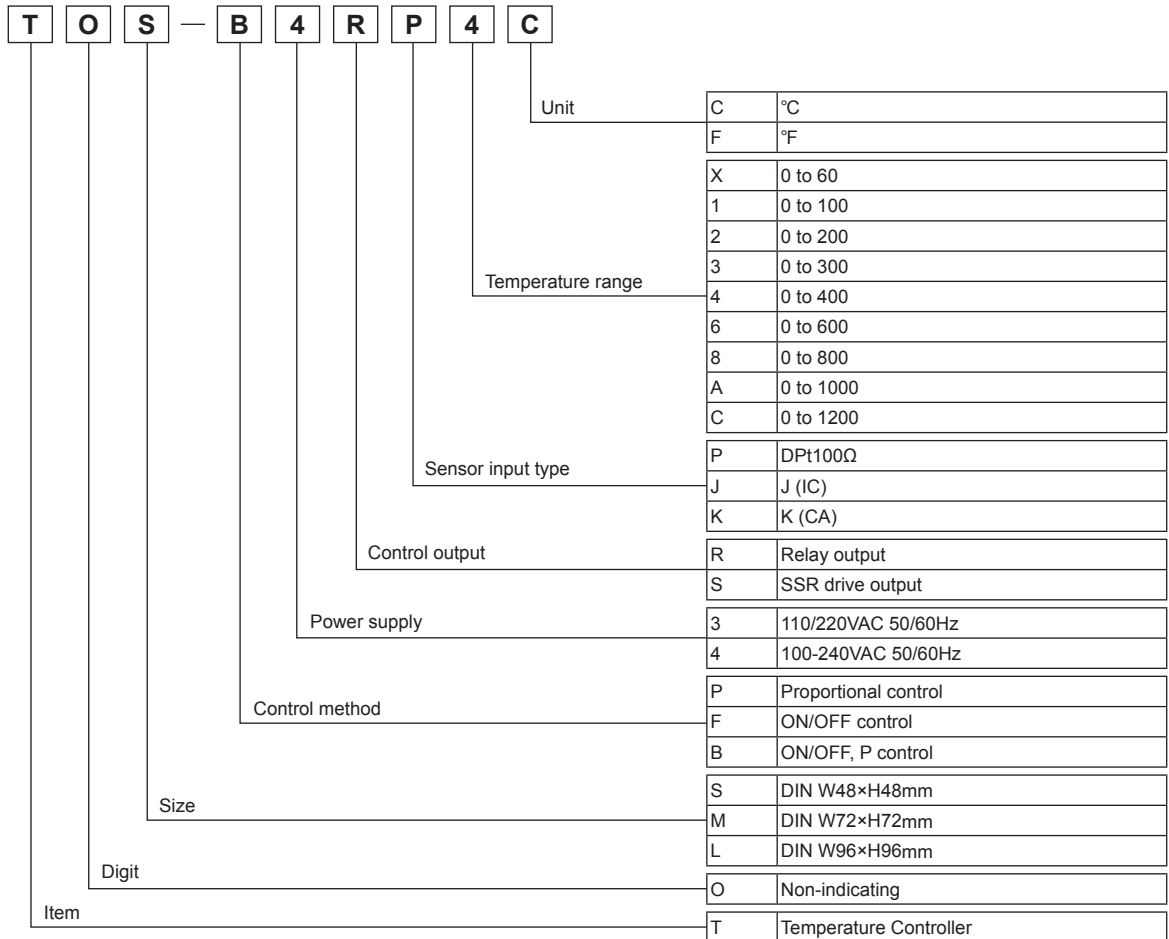 T O S — B 4 R P 4 C
Unit
C ℃
F ℉
X 0 to 60
1 0 to 100
2 0 to 200
3 0 to 300
Temperature range
4 0 to 400
6 0 to 600
8 0 to 800
A 0 to 1000
C 0 to 1200
P DPt100Ω
Sensor input type
J J (IC)
K K (CA)
Control output
R Relay output
S SSR drive output
Power supply
3 110/220VAC 50/60Hz
4 100-240VAC 50/60Hz
P Proportional control
Control method
F ON/OFF control
B ON/OFF, P control
S DIN W48×H48mm
Size
M DIN W72×H72mm
L DIN W96×H96mm
Digit
O Non-indicating
Item
T Temperature Controller